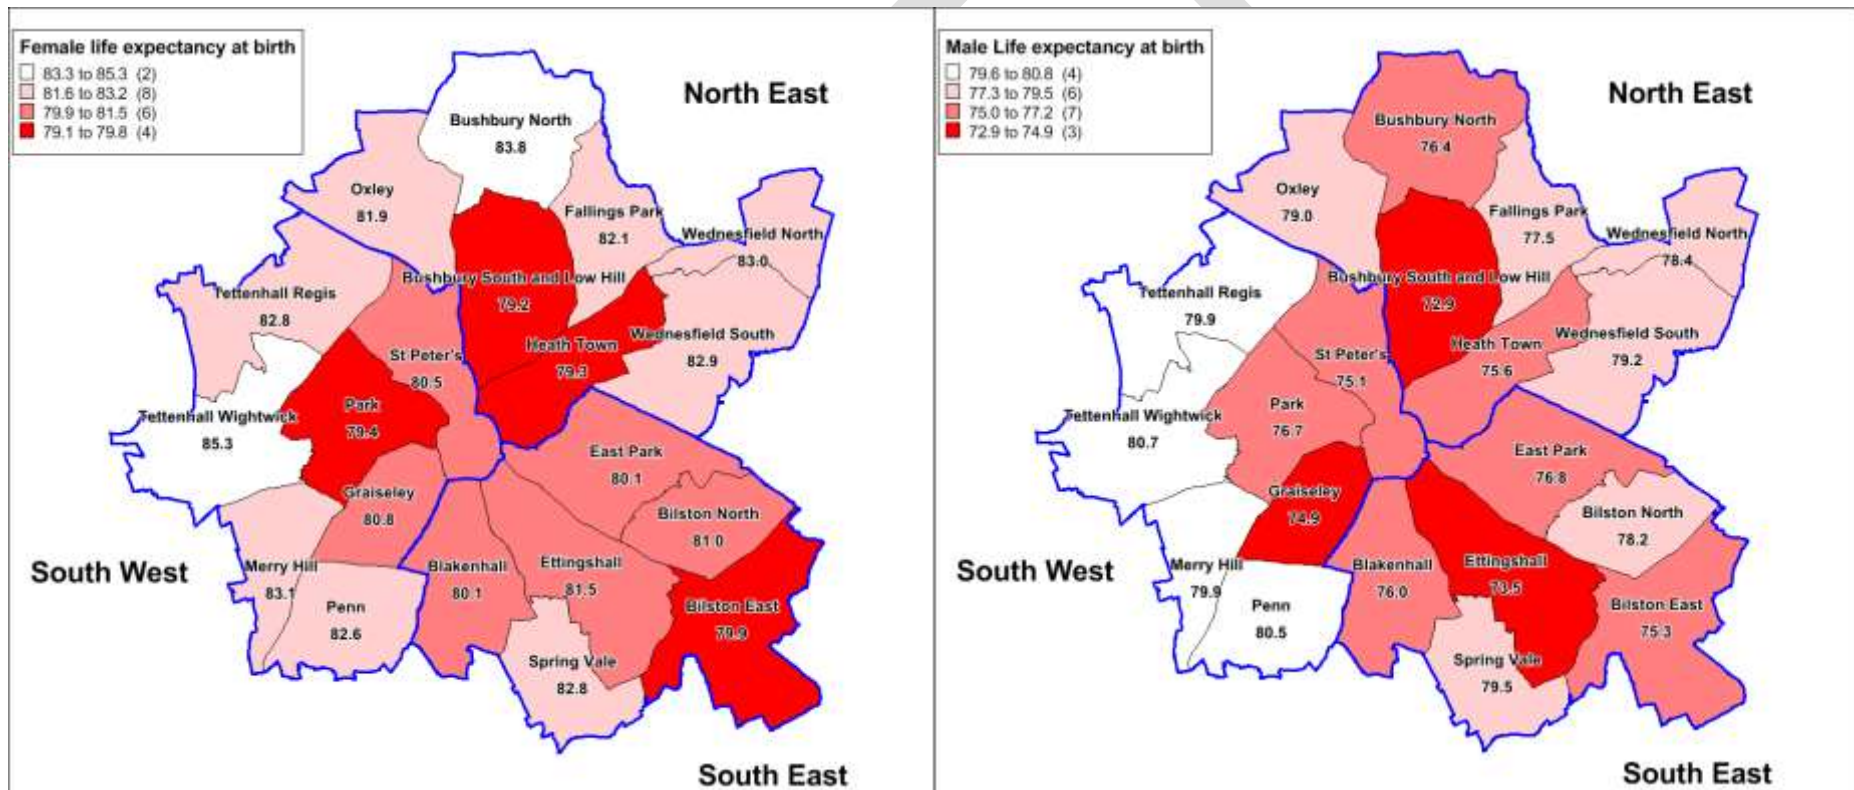 Female life expectancy at birth
83.3 to 85.3 (2)
81.6 to 83.2 (8)
79.9 to 81.5 (6)
79.1 to 79.8 (4)
North East
Bushbury North
83.8
Oxley
81.9
Fallings Park
82.1
Wednesfield North
83.0
Bushbury South and Low Hill
79.2
Tettenhall Regis
82.8
Heath Town
79.3
Wednesfield South
82.9
St Peter's
80.5
Park
79.4
Tettenhall Wightwick
85.3
East Park
80.1
Graiseley
80.8
Bilston North
81.0
South West
Merry Hill
83.1
Blakenhall
80.1
Ettingshall
81.5
Penn
82.6
Bilston East
79.9
Spring Vale
82.8
South East
Male Life expectancy at birth
79.6 to 80.8 (4)
77.3 to 79.5 (6)
75.0 to 77.2 (7)
72.9 to 74.9 (3)
North East
Bushbury North
76.4
Oxley
79.0
Fallings Park
77.5
Wednesfield North
78.4
Bushbury South and Low Hill
72.9
Tettenhall Regis
79.9
Heath Town
75.6
Wednesfield South
79.2
St Peter's
75.1
Park
76.7
Tettenhall Wightwick
80.7
East Park
76.8
Graiseley
74.9
Bilston North
78.2
South West
Merry Hill
79.9
Blakenhall
76.0
Ettingshall
73.5
Penn
80.5
Bilston East
75.3
Spring Vale
79.5
South East